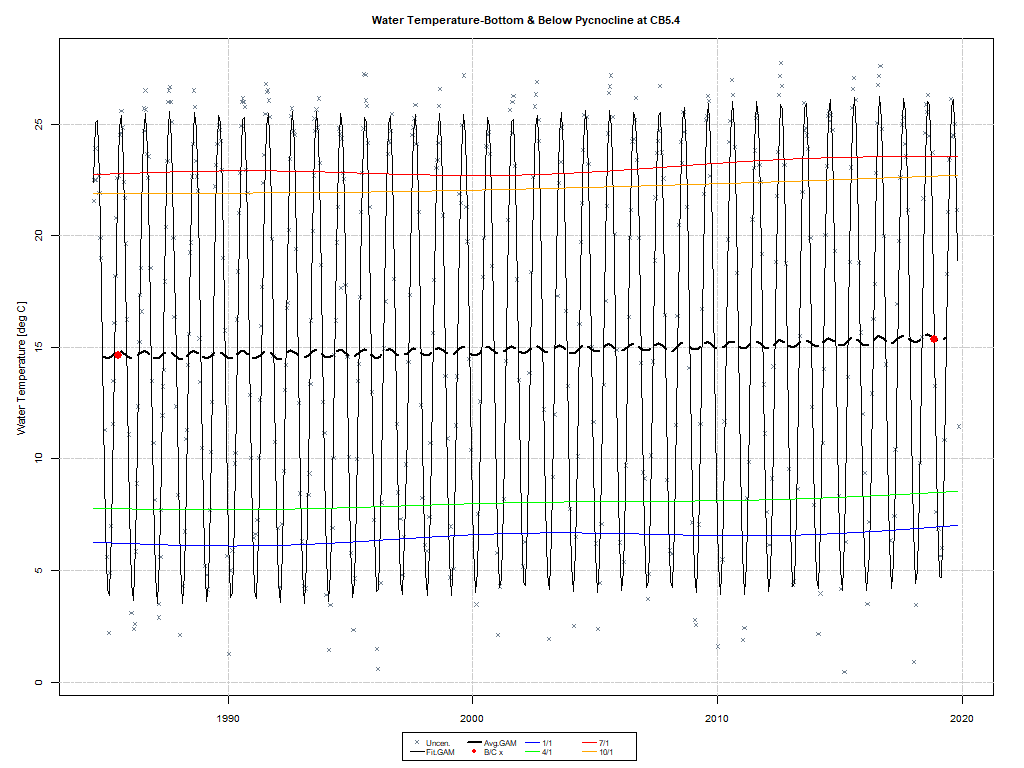 Water Temperature-Bottom & Below Pycnocline at CB5.4
Water Temperature [deg C]
25
20
15
10
5
0
1990 2000 2010 2020
Uncen. Avg.GAM 1/1 7/1
Fit.GAM B/C x 4/1 10/1